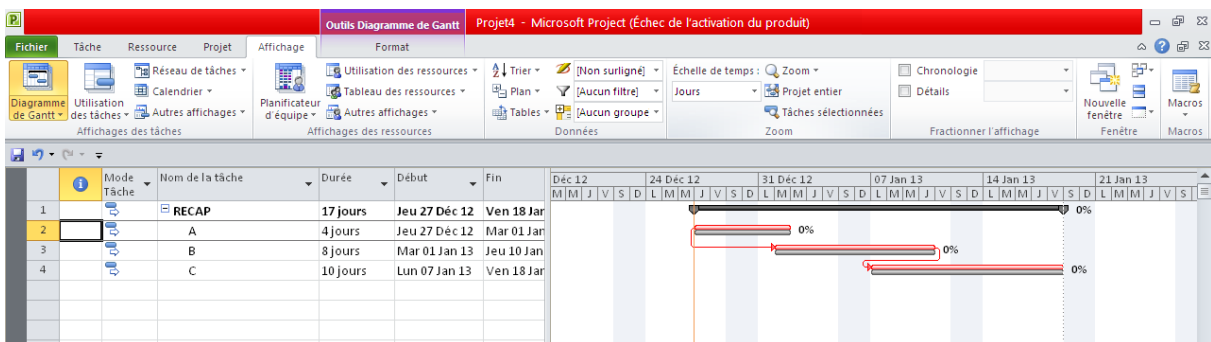 P
Outils Diagramme de Gantt Projet4 - Microsoft Project (Échec de l'activation du produit)
Fichier Tâche Ressource Projet Affichage Format
Diagramme de Gantt
Utilisation des tâches
Réseau de tâches
Calendrier
Autres affichages
Affichages des tâches
Planificateur d'équipe
Utilisation des ressources
Tableau des ressources
Autres affichages
Affichages des ressources
Trier
Plan
Tables
[Non surligné]
[Aucun filtre]
[Aucun groupe
Données
Échelle de temps :
Jours
Zoom
Projet entier
Tâches sélectionnées
Zoom
Chronologie
Détails
Fractionner l'affichage
Nouvelle fenêtre
Fenêtre
Macros
Macros
Mode Tâche Nom de la tâche Durée Début Fin
Déc 12 24 Déc 12 31 Déc 12 07 Jan 13 14 Jan 13 21 Jan 13
M M J V S D L M M J V S D L M M J V S D L M M J V S D L M M J V S D L M M J V S
1 RECAP 17 jours Jeu 27 Déc 12 Ven 18 Jan 0%
2 A 4 jours Jeu 27 Déc 12 Mar 01 Jan 0%
3 B 8 jours Mar 01 Jan 13 Jeu 10 Jan 0%
4 C 10 jours Lun 07 Jan 13 Ven 18 Jan 0%